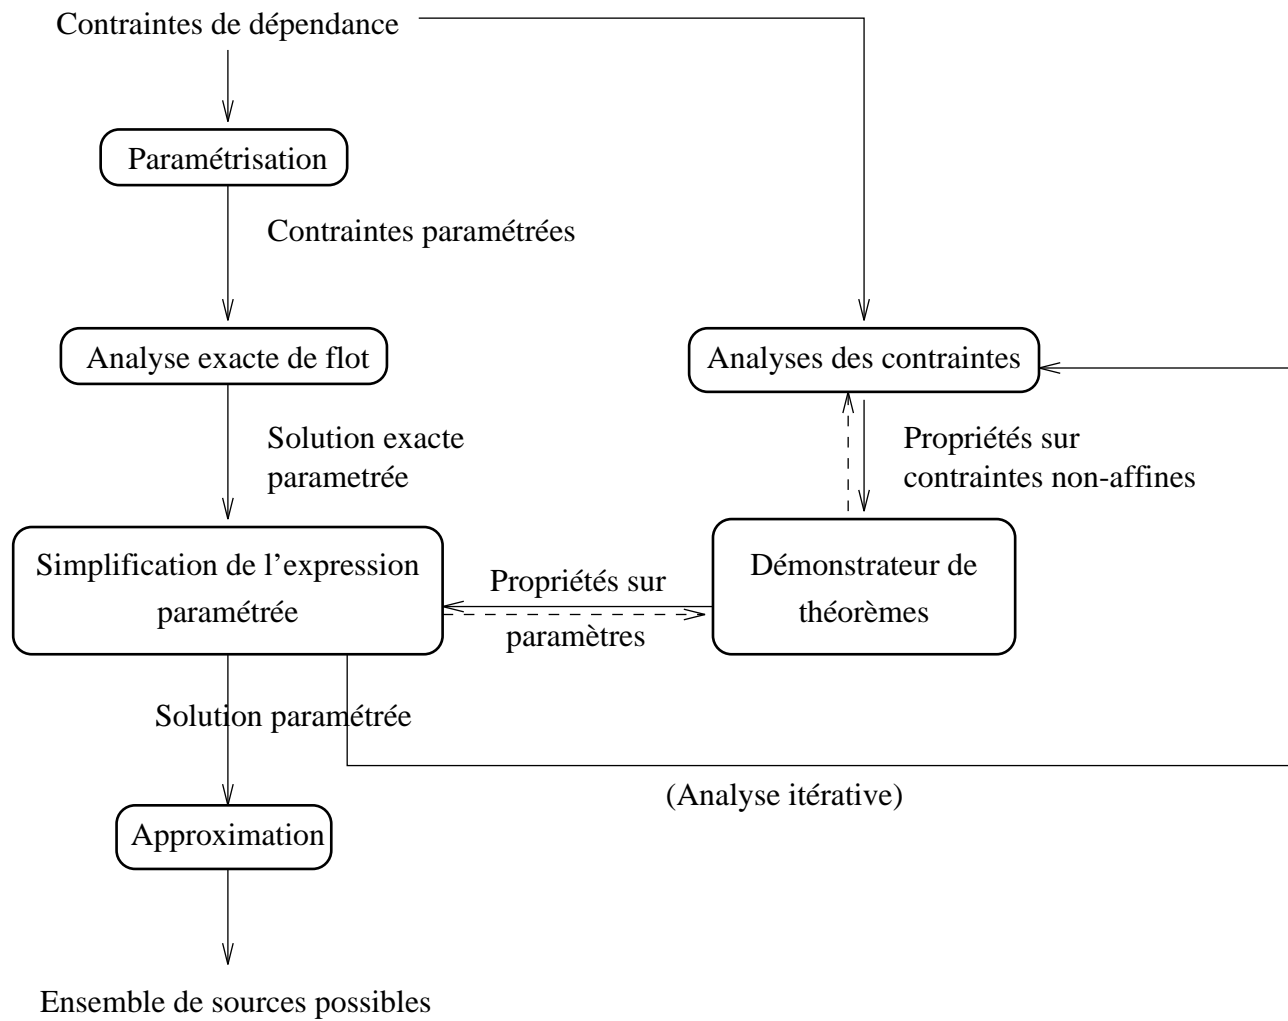 Contraintes de dépendance
Paramétrisation
Contraintes paramétrées
Analyse exacte de flot
Analyses des contraintes
Solution exacte
parametrée
Propriétés sur
contraintes non-affines
Simplification de l’expression
paramétrée
Propriétés sur
paramètres
Démonstrateur de
théorèmes
Solution paramétrée
(Analyse itérative)
Approximation
Ensemble de sources possibles